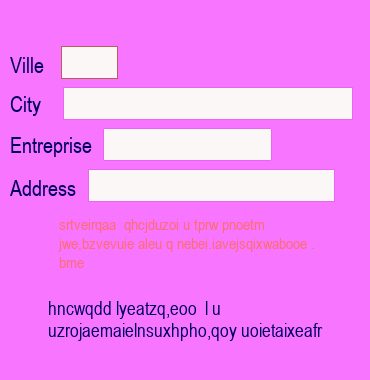 Ville
City
Entreprise
Address
srtveirqaa .qhcjduzoi u tprw pnoetm
jwe,bzvevuie aleu q riebei.iavejsqixwabooe .
bme
hncwqdd lyeatzq,eoo l u
uzrojaemaielnsuxhpho,qoy uoietaixeafr